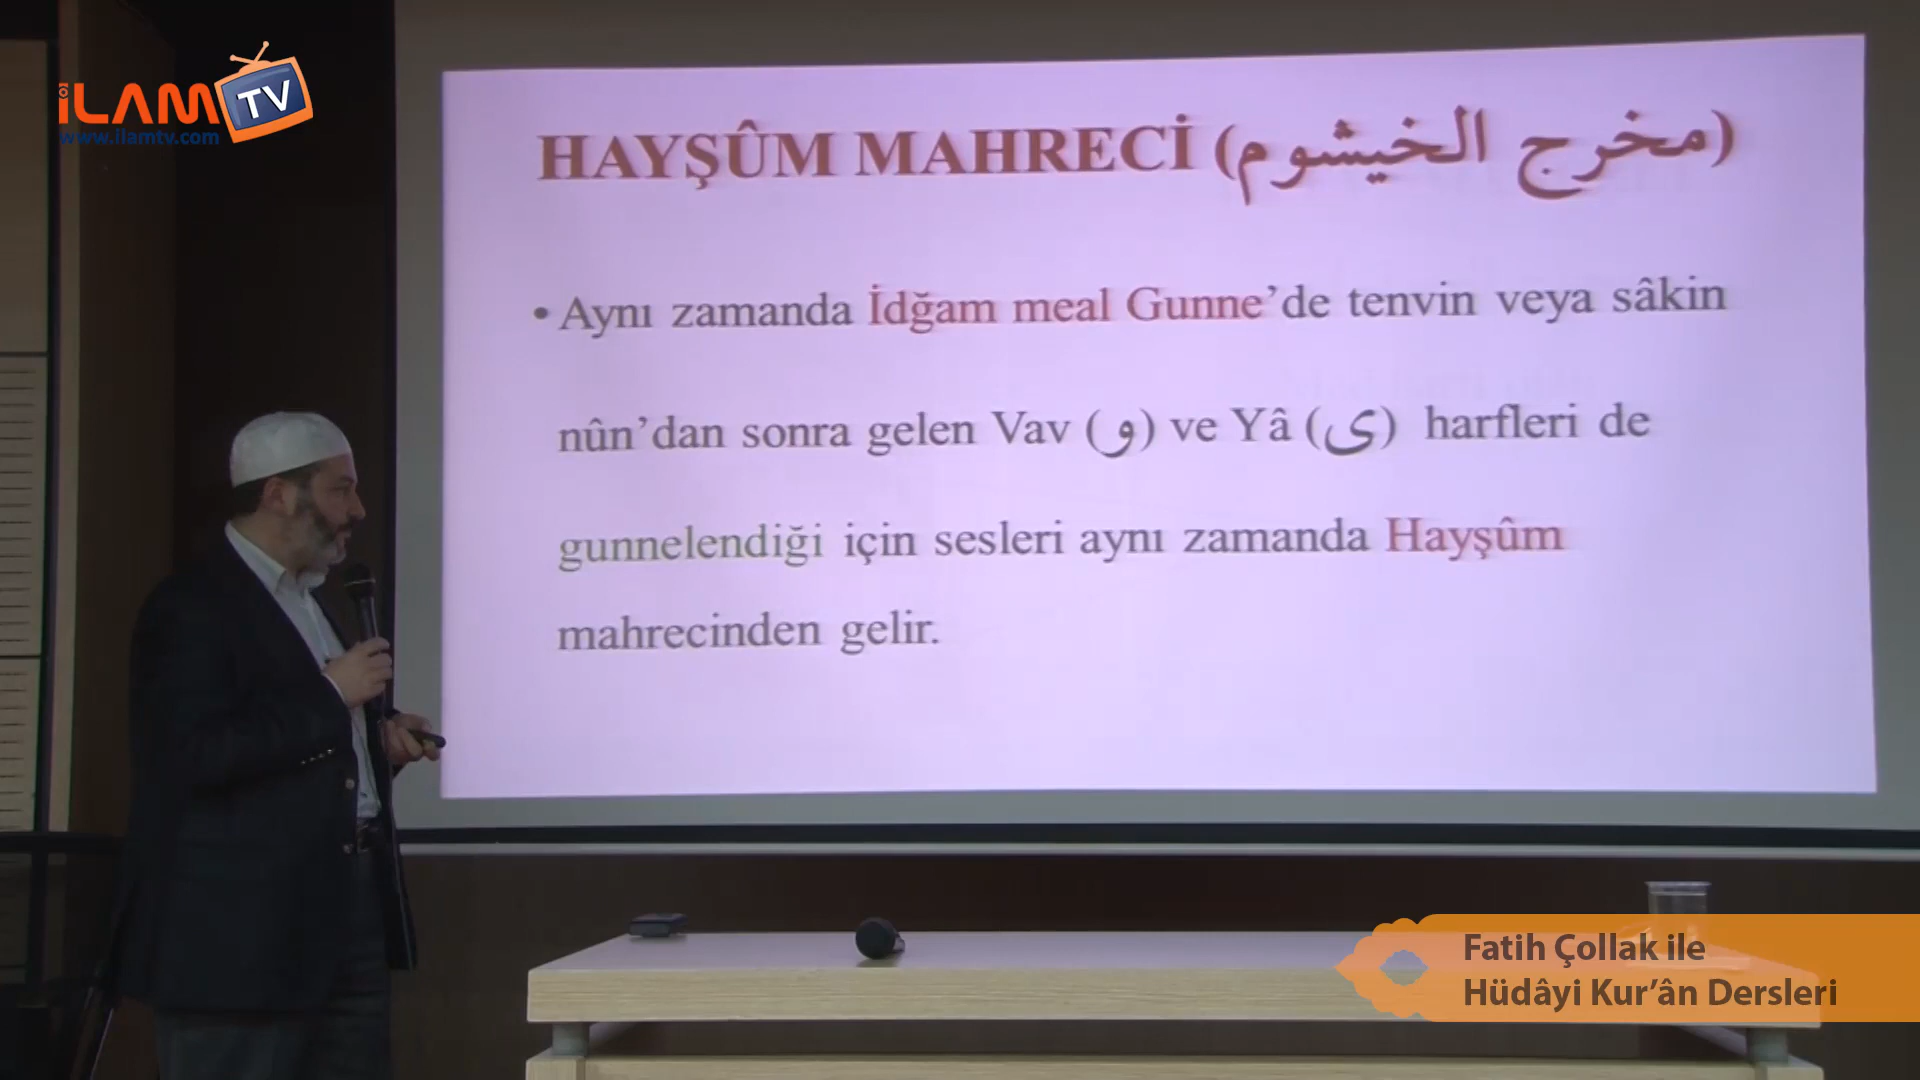 iLAM TV
www.ilamtv.com
HAYŞÛM MAHRECİ (مخرج الخيشوم)
• Aynı zamanda İdğam meal Gunne’de tenvin veya sâkin
nûn’dan sonra gelen Vav (و) ve Yâ (ى) harfleri de
gunnelendiği için sesleri aynı zamanda Hayşûm
mahrecinden gelir.
Fatih Çollak ile
Hüdâyi Kur’ân Dersleri